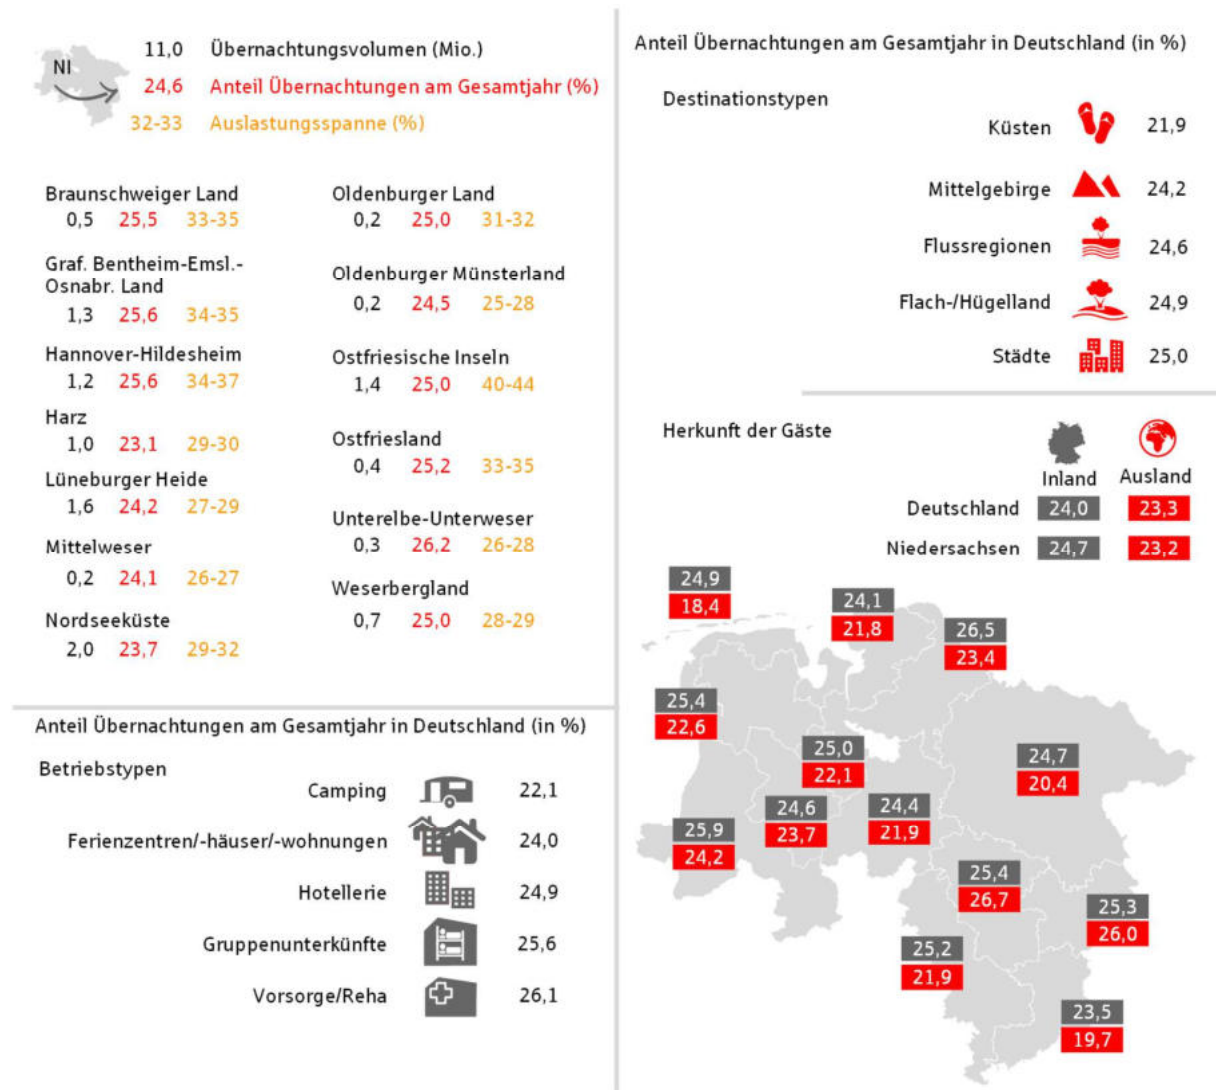 NI
11,0 Übernachtungsvolumen (Mio.)
24,6 Anteil Übernachtungen am Gesamtjahr (%)
32-33 Auslastungsspanne (%)
Braunschweiger Land
0,5 25,5 33-35
Graf. Bentheim-Emsl.-
Osnabr. Land
1,3 25,6 34-35
Hannover-Hildesheim
1,2 25,6 34-37
Harz
1,0 23,1 29-30
Lüneburger Heide
1,6 24,2 27-29
Mittelweser
0,2 24,1 26-27
Nordseeküste
2,0 23,7 29-32
Oldenburger Land
0,2 25,0 31-32
Oldenburger Münsterland
0,2 24,5 25-28
Ostfriesische Inseln
1,4 25,0 40-44
Ostfriesland
0,4 25,2 33-35
Unterelbe-Unterweser
0,3 26,2 26-28
Weserbergland
0,7 25,0 28-29
Anteil Übernachtungen am Gesamtjahr in Deutschland (in %)
Betriebstypen
Camping 22,1
Ferienzentren/-häuser/-wohnungen 24,0
Hotellerie 24,9
Gruppenunterkünfte 25,6
Vorsorge/Reha 26,1
Anteil Übernachtungen am Gesamtjahr in Deutschland (in %)
Destinationstypen
Küsten 21,9
Mittelgebirge 24,2
Flussregionen 24,6
Flach-/Hügelland 24,9
Städte 25,0
Herkunft der Gäste
Inland Ausland
Deutschland 24,0 23,3
Niedersachsen 24,7 23,2
24,9
18,4
24,1
21,8
26,5
23,4
25,4
22,6
25,0
22,1
24,7
20,4
24,6
23,7
24,4
21,9
25,9
24,2
25,4
26,7
25,3
26,0
25,2
21,9
23,5
19,7